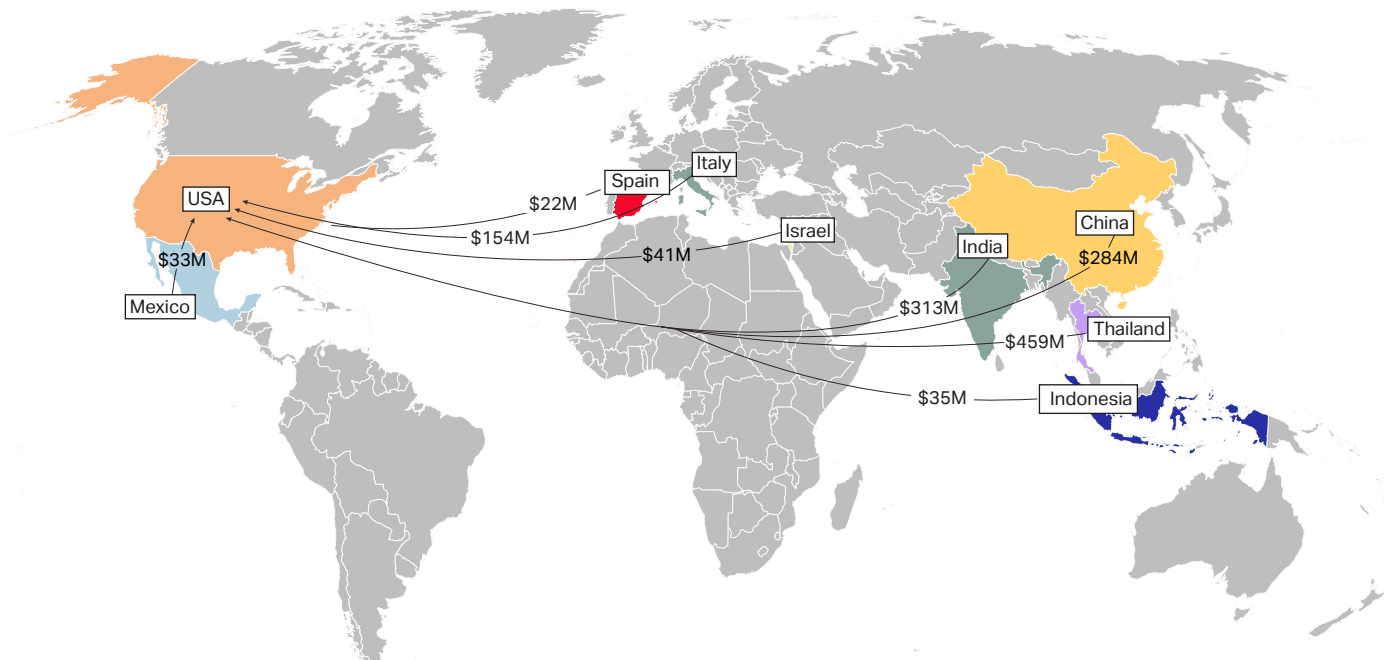 Italy
Spain
USA
$22M
China
Israel
$154M
India
$41M
$33M
$284M
Mexico
$313M
Thailand
$459M
$35M
Indonesia